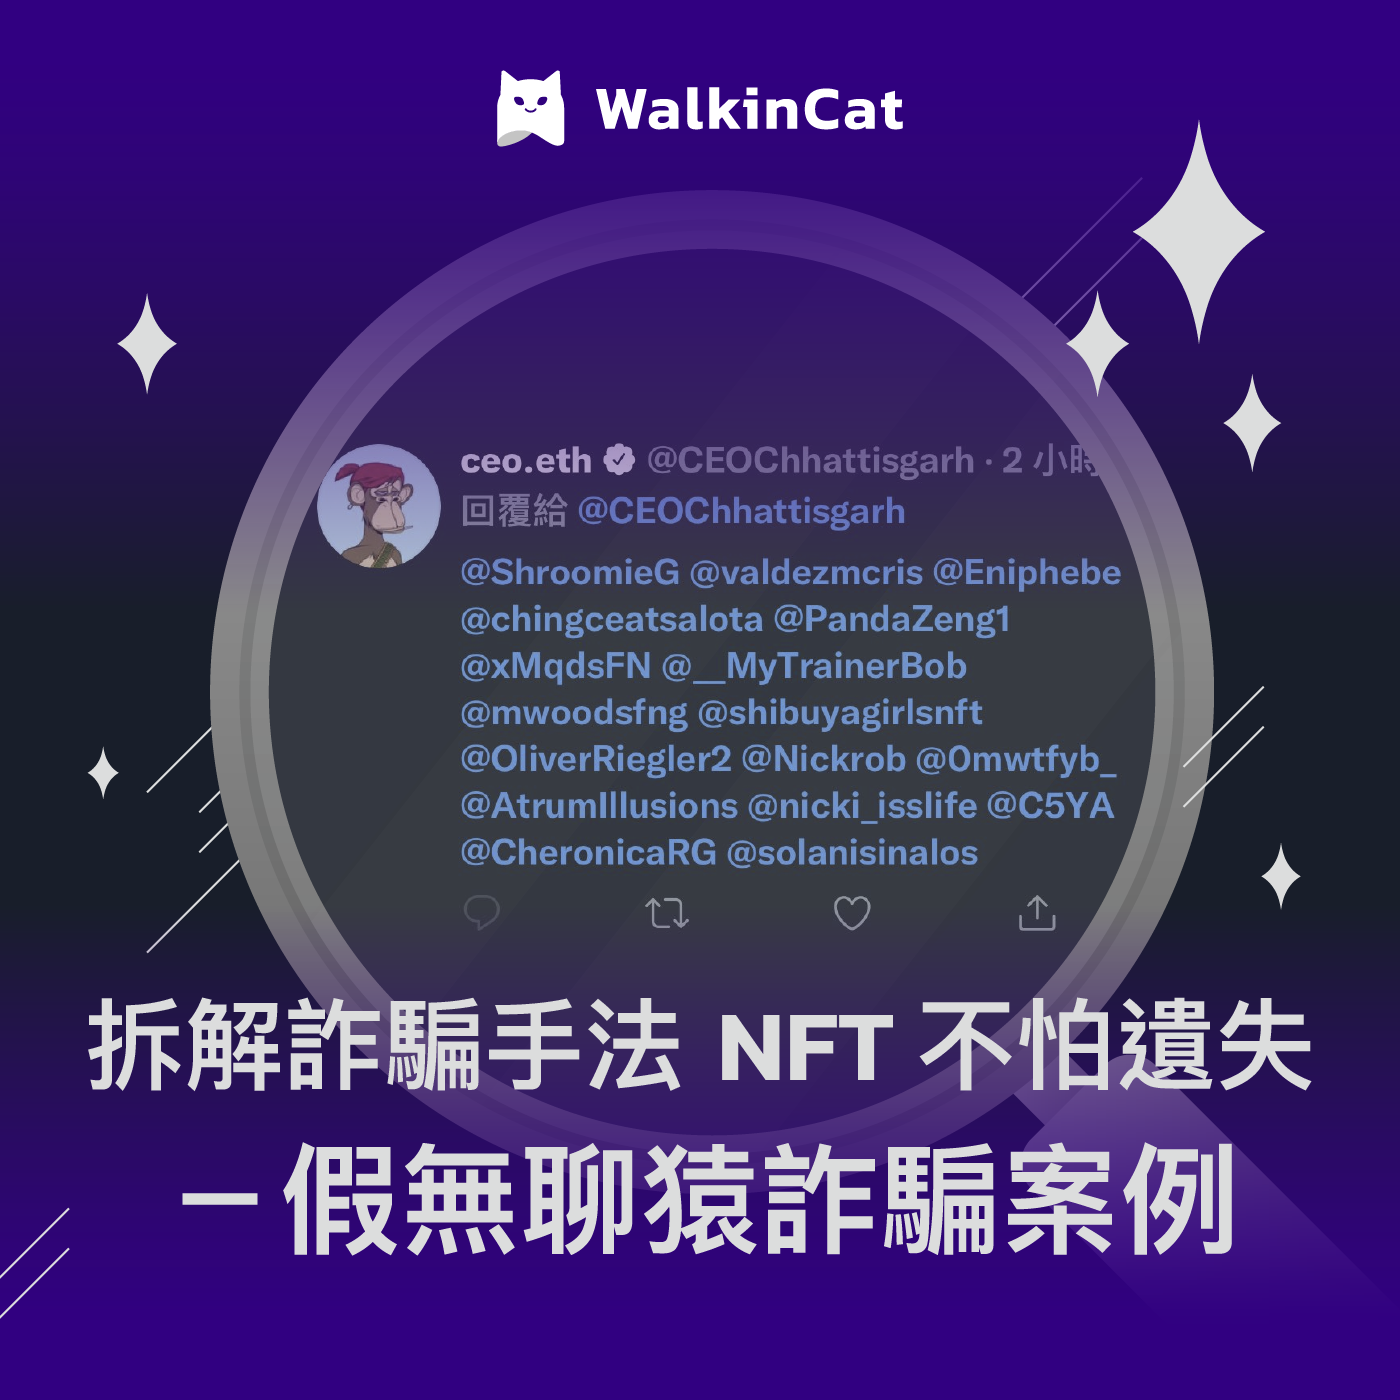 WalkinCat
ceo.eth @CEOChhattisgarh · 2 小時
回覆給 @CEOChhattisgarh
@ShroomieG @valdezmcris @Eniphebe
@chingceatsalota @PandaZeng1
@xMqdsFN @__MyTrainerBob
@mwoodsfng @shibuyagirlsnft
@OliverRiegler2 @Nickrob @0mwtfyb_
@AtrumIllusions @nicki_isslife @C5YA
@CheronicaRG @solanisinalos
拆解詐騙手法 NFT 不怕遺失
－假無聊猿詐騙案例